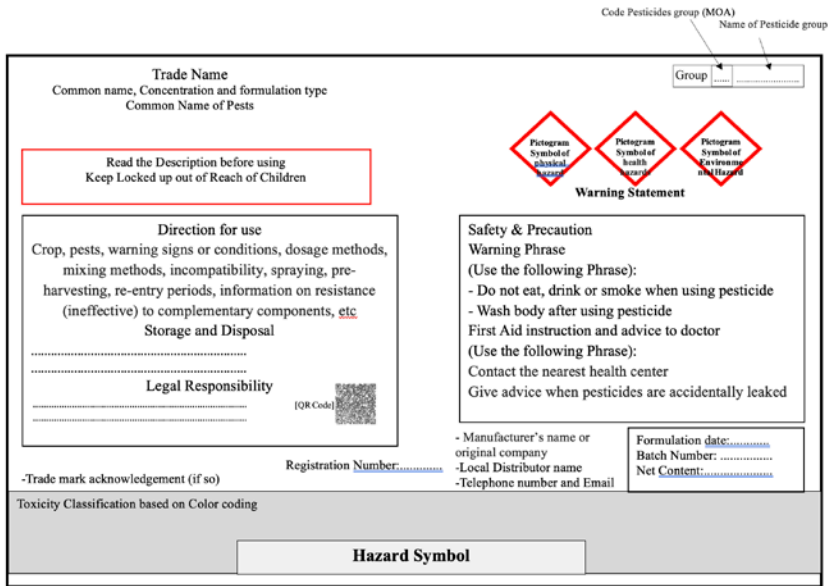 Code Pesticides group (MOA)
Name of Pesticide group
Group ...... .......................
Trade Name
Common name, Concentration and formulation type
Common Name of Pests
Read the Description before using
Keep Locked up out of Reach of Children
Pictogram
Symbol of
physical
hazard
Pictogram
Symbol of
health
hazards
Pictogram
Symbol of
Environme
ntal Hazard
Warning Statement
Direction for use
Crop, pests, warning signs or conditions, dosage methods,
mixing methods, incompatibility, spraying, pre-
harvesting, re-entry periods, information on resistance
(ineffective) to complementary components, etc
Storage and Disposal
Legal Responsibility
[QR Code]
Safety & Precaution
Warning Phrase
(Use the following Phrase):
- Do not eat, drink or smoke when using pesticide
- Wash body after using pesticide
First Aid instruction and advice to doctor
(Use the following Phrase):
Contact the nearest health center
Give advice when pesticides are accidentally leaked
-Trade mark acknowledgement (if so)
Registration Number:.............
- Manufacturer's name or
original company
-Local Distributor name
-Telephone number and Email
Formulation date:.............
Batch Number: ................
Net Content:......................
Toxicity Classification based on Color coding
Hazard Symbol